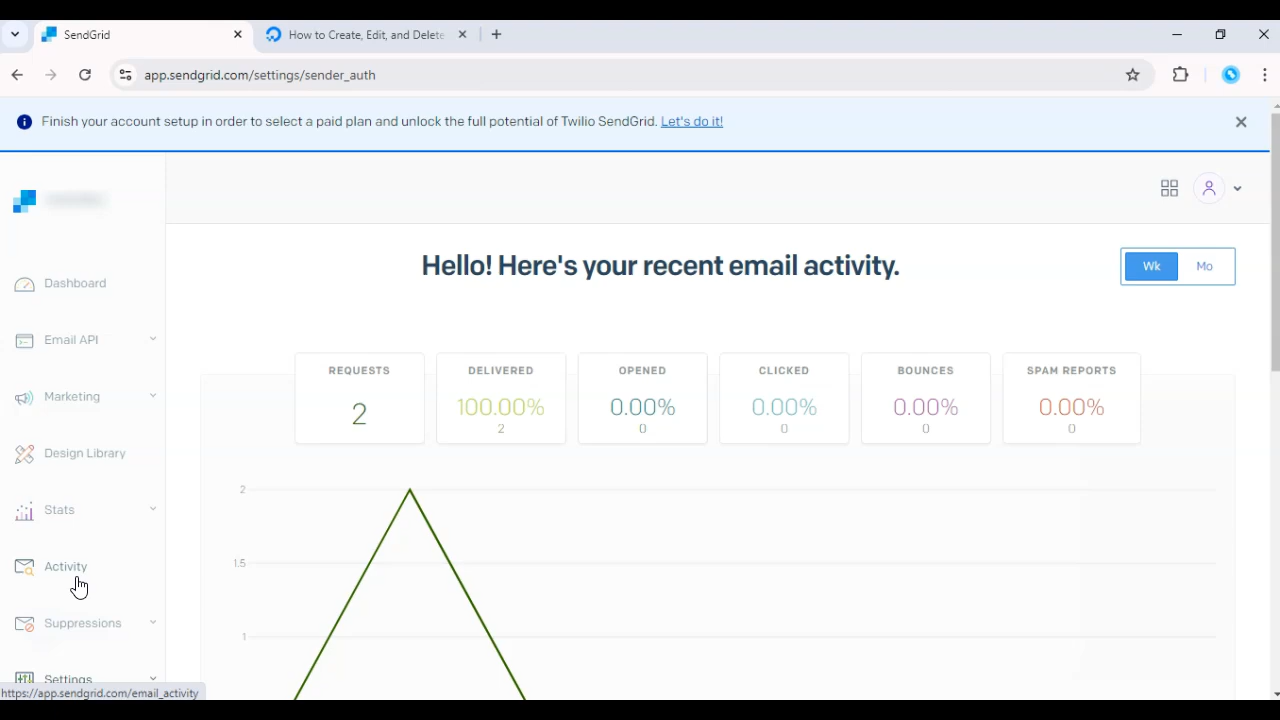 SendGrid
How to Create, Edit, and Delete
app.sendgrid.com/settings/sender_auth
Finish your account setup in order to select a paid plan and unlock the full potential of Twilio SendGrid. Let's do it!
Hello! Here's your recent email activity.
Wk Mo
Dashboard
Email API
Marketing
Design Library
Stats
Activity
Suppressions
Settings
REQUESTS
2
DELIVERED
100.00%
2
OPENED
0.00%
0
CLICKED
0.00%
0
BOUNCES
0.00%
0
SPAM REPORTS
0.00%
0
2
1.5
1
https://app.sendgrid.com/email_activity